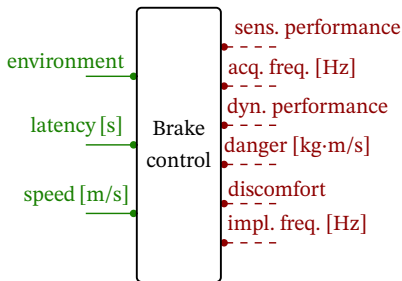 environment
latency [s]
speed [m/s]
Brake
control
sens. performance
acq. freq. [Hz]
dyn. performance
danger [kg·m/s]
discomfort
impl. freq. [Hz]